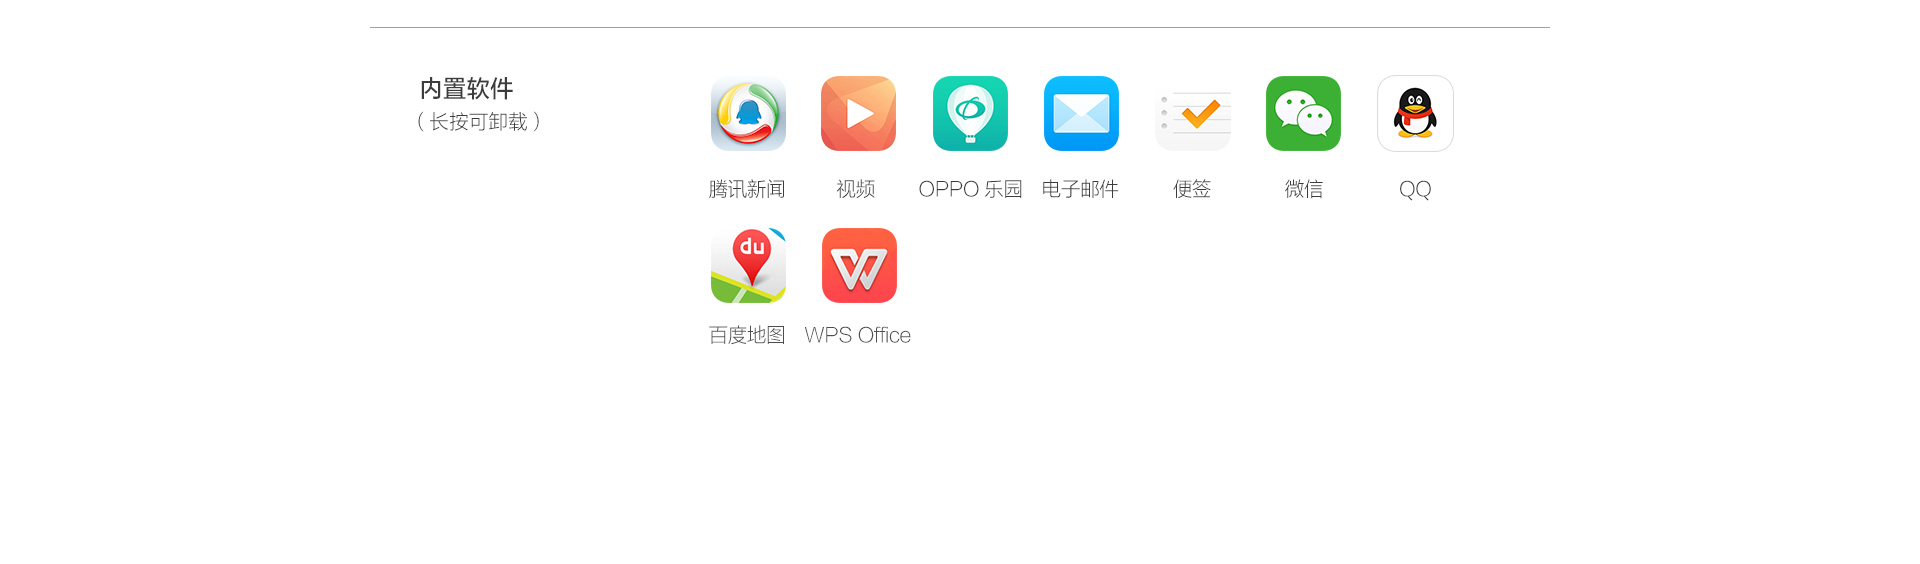 内置软件
（长按可卸载）
腾讯新闻 视频 OPPO 乐园 电子邮件 便签 微信 QQ
du
百度地图 WPS Office